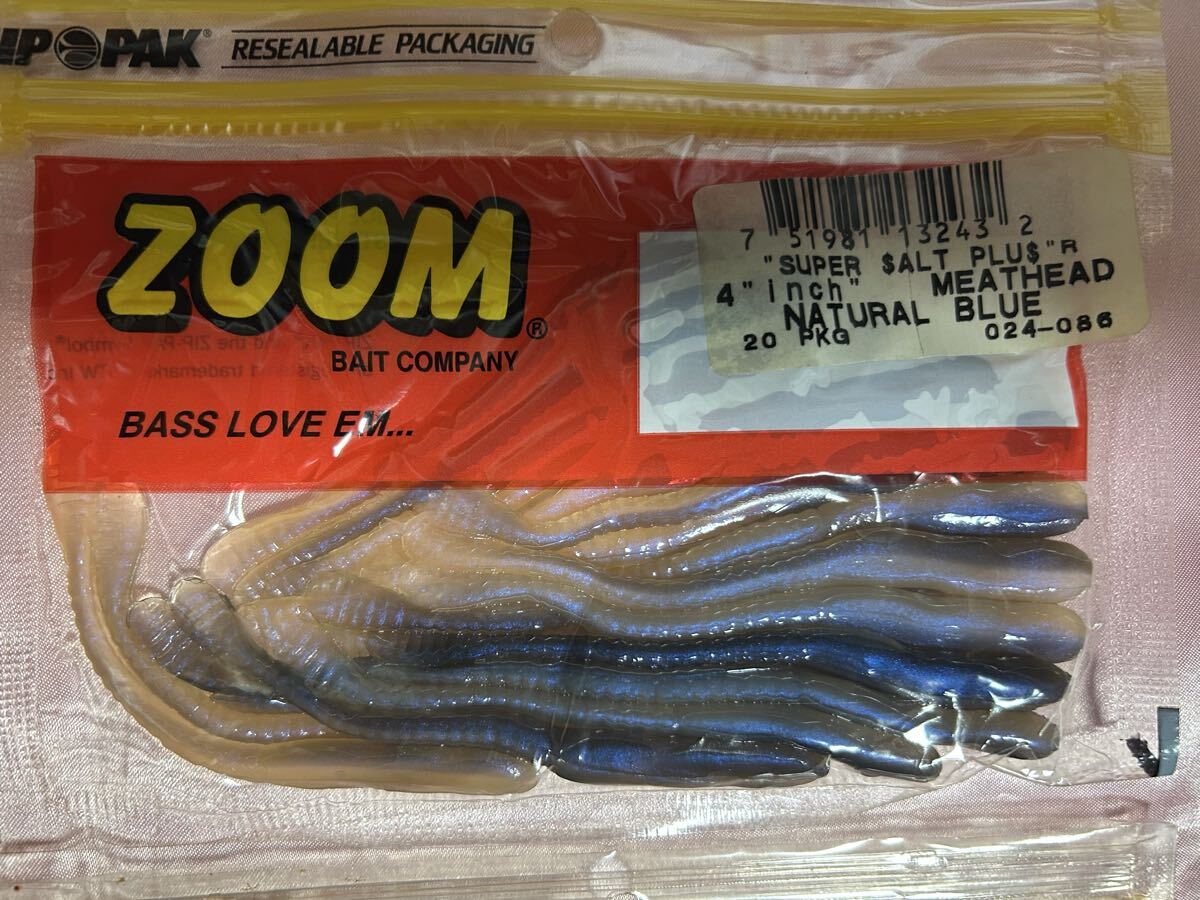 IP PAK® RESEALABLE PACKAGING
ZOOM®
BAIT COMPANY
BASS LOVE EM...
7 51981 13243 2
"SUPER $ALT PLU$"R
4" inch" MEATHEAD
NATURAL BLUE
20 PKG 024-086